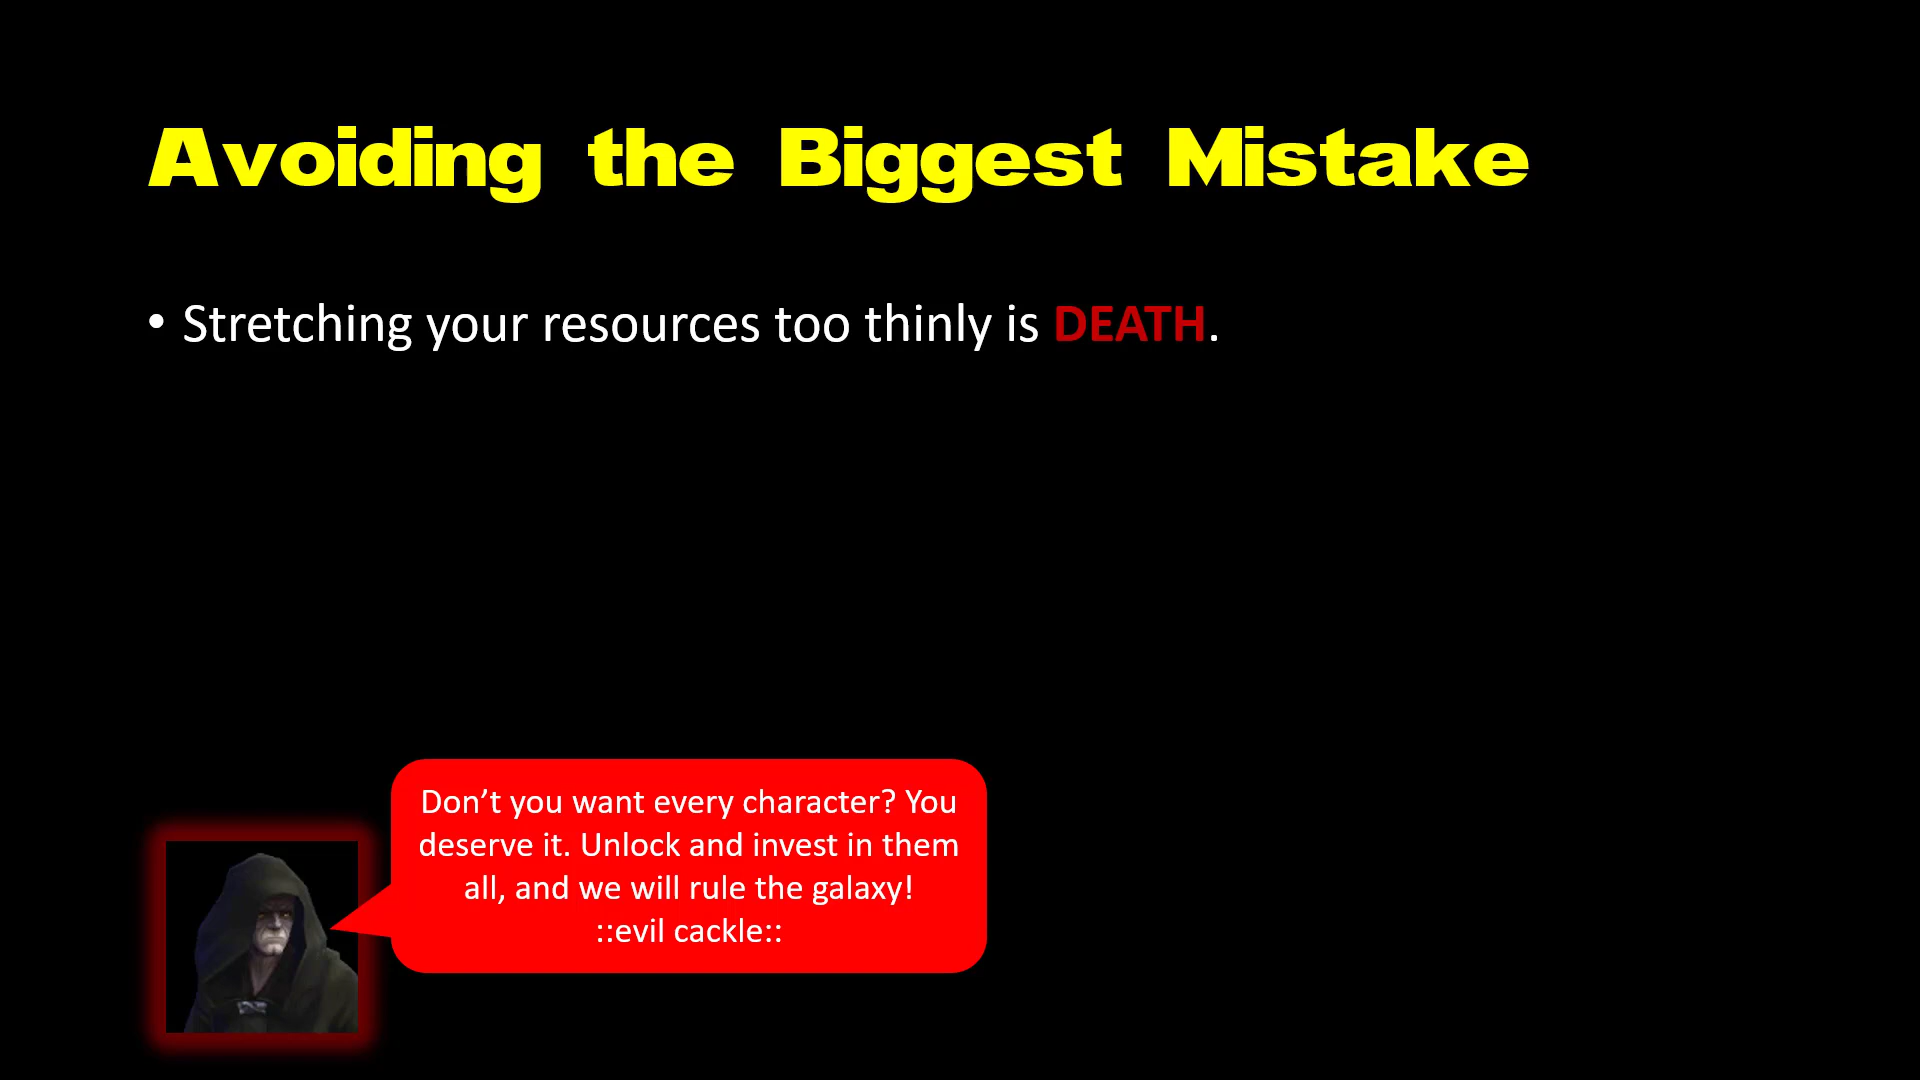 Avoiding the Biggest Mistake
• Stretching your resources too thinly is DEATH.
Don’t you want every character? You
deserve it. Unlock and invest in them
all, and we will rule the galaxy!
::evil cackle::